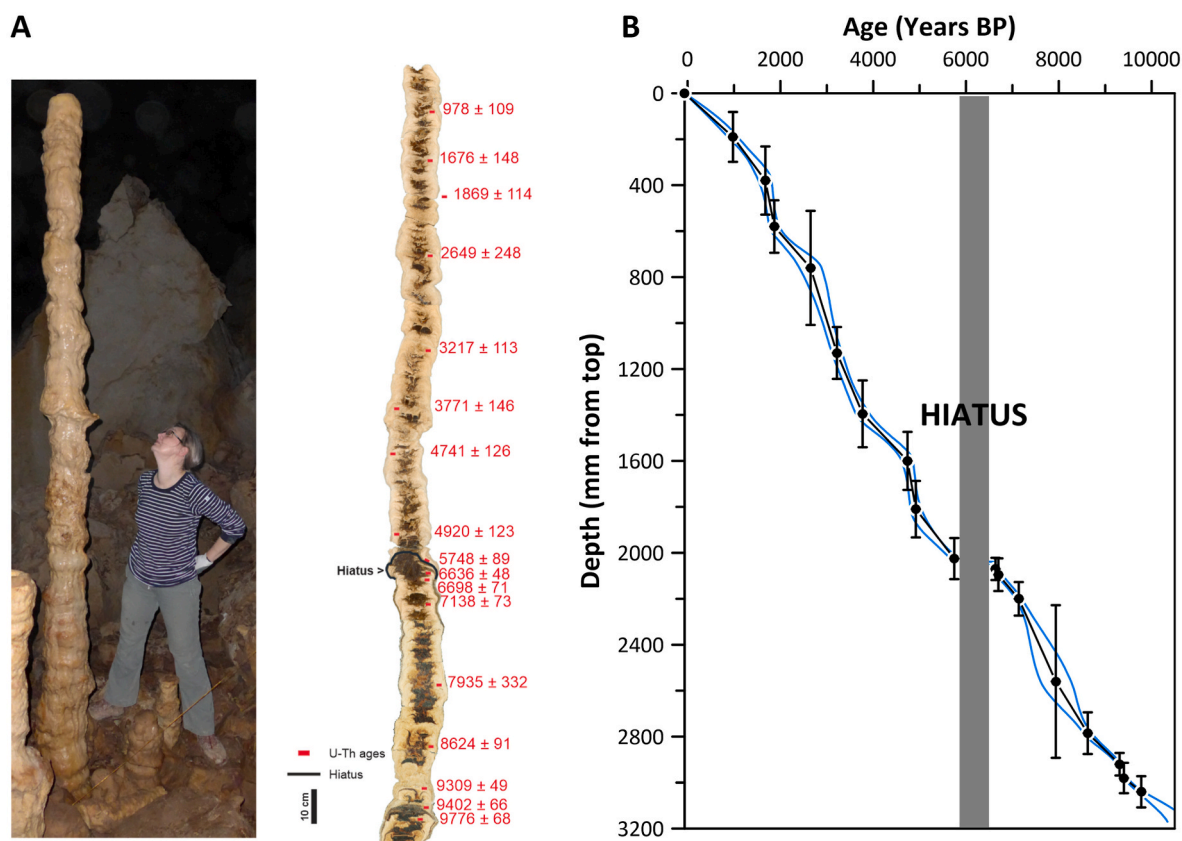 A
978 ± 109
1676 ± 148
1869 ± 114
2649 ± 248
3217 ± 113
3771 ± 146
4741 ± 126
4920 ± 123
5748 ± 89
Hiatus >
6636 ± 48
6698 ± 71
7138 ± 73
7935 ± 332
8624 ± 91
9309 ± 49
9402 ± 66
9776 ± 68
U-Th ages
Hiatus
10 cm
B
Age (Years BP)
0 2000 4000 6000 8000 10000
Depth (mm from top)
0
400
800
1200
1600
2000
2400
2800
3200
HIATUS